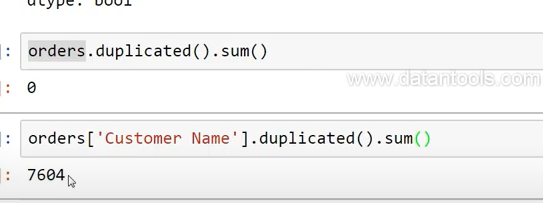 dtype: bool
]: orders.duplicated().sum()
www.datantools.com
]: 0
]: orders['Customer Name'].duplicated().sum()
]: 7604